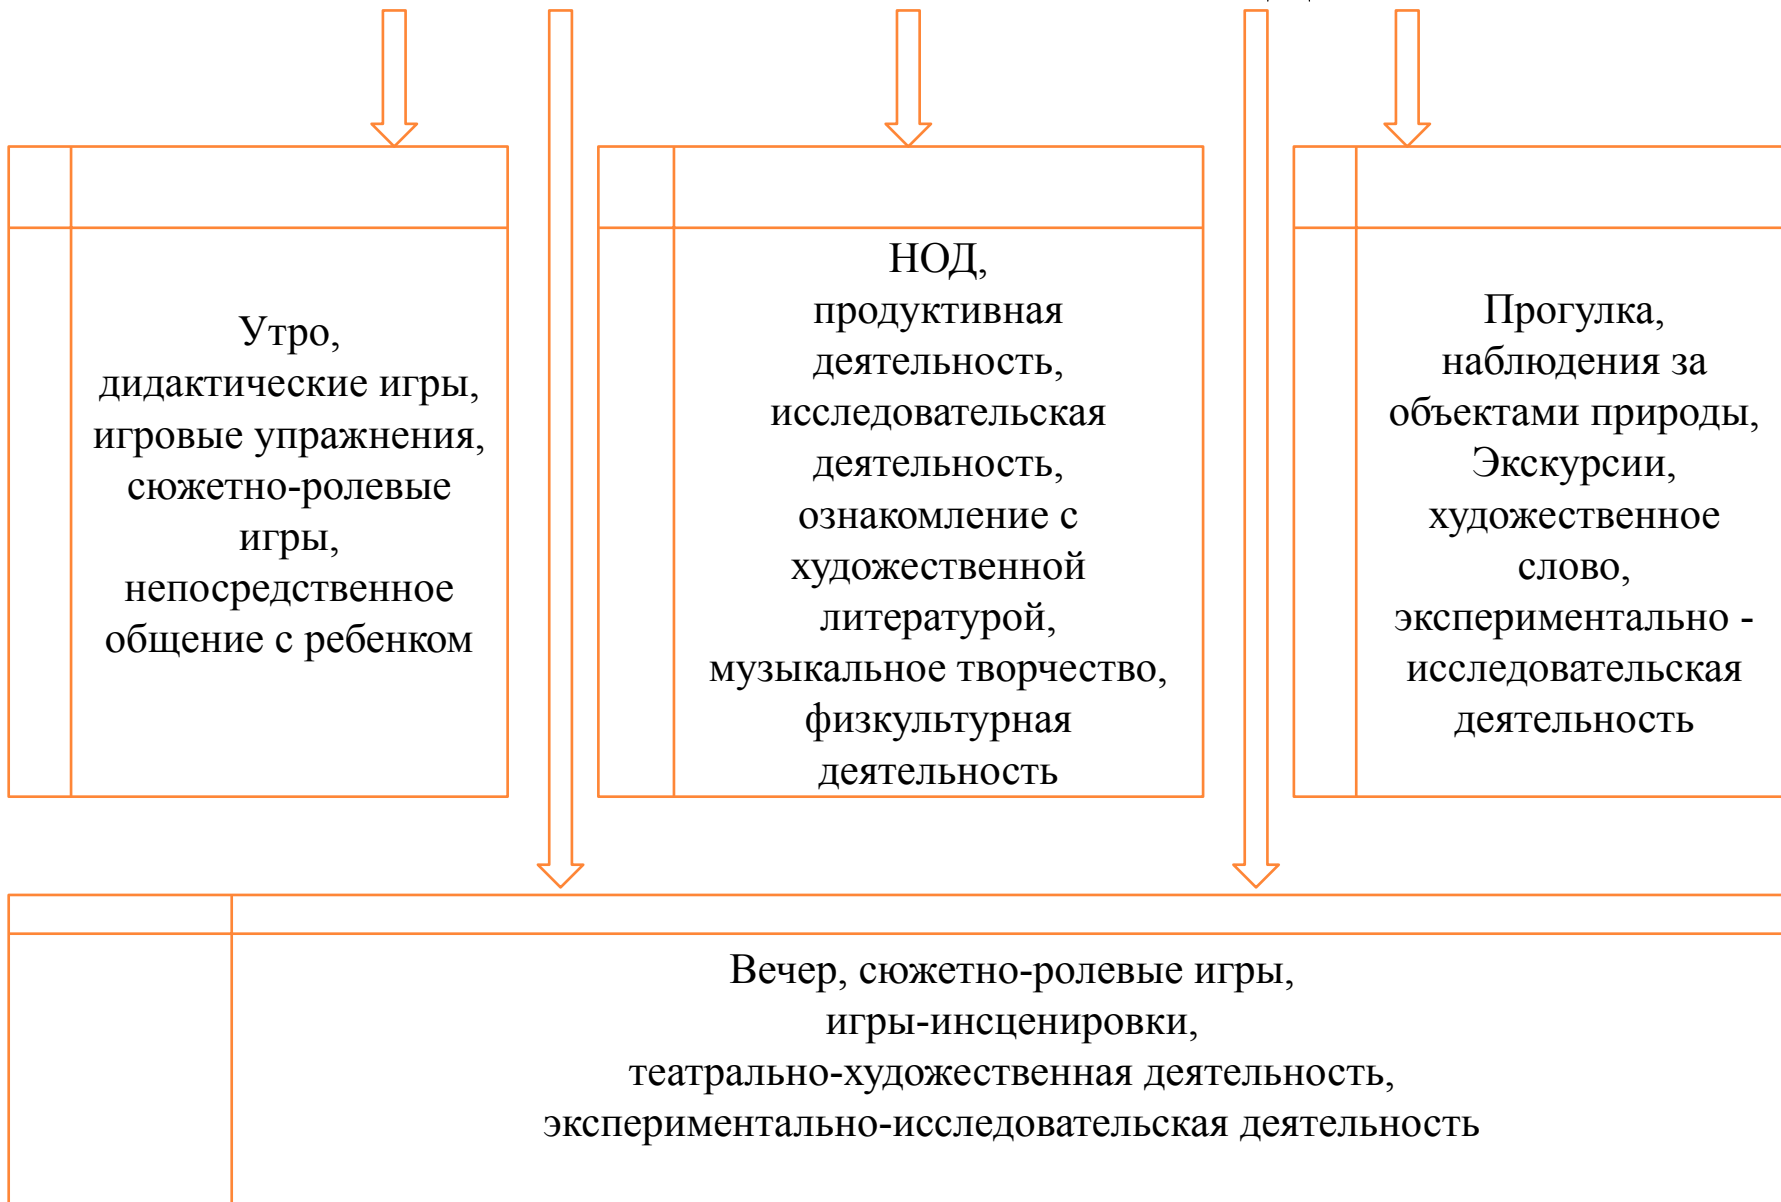 Утро,
дидактические игры,
игровые упражнения,
сюжетно-ролевые
игры,
непосредственное
общение с ребенком
НОД,
продуктивная
деятельность,
исследовательская
деятельность,
ознакомление с
художественной
литературой,
музыкальное творчество,
физкультурная
деятельность
Прогулка,
наблюдения за
объектами природы,
Экскурсии,
художественное
слово,
экспериментально -
исследовательская
деятельность
Вечер, сюжетно-ролевые игры,
игры-инсценировки,
театрально-художественная деятельность,
экспериментально-исследовательская деятельность